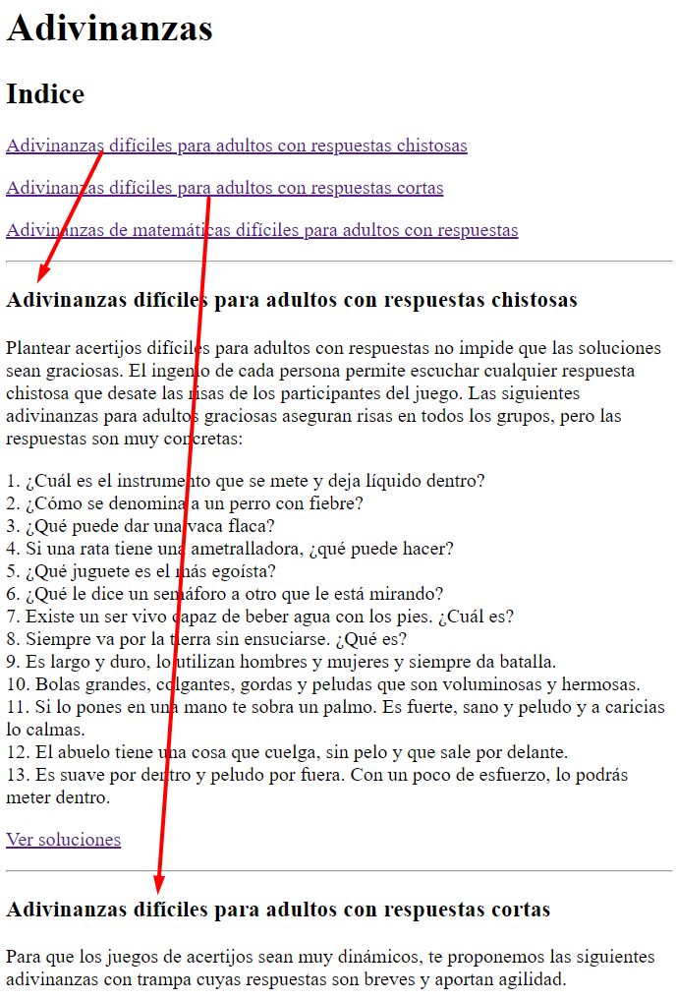 Adivinanzas
Indice
Adivinanzas difíciles para adultos con respuestas chistosas
Adivinanzas difíciles para adultos con respuestas cortas
Adivinanzas de matemáticas difíciles para adultos con respuestas
Adivinanzas difíciles para adultos con respuestas chistosas
Plantear acertijos difíciles para adultos con respuestas no impide que las soluciones
sean graciosas. El ingenio de cada persona permite escuchar cualquier respuesta
chistosa que desate las risas de los participantes del juego. Las siguientes
adivinanzas para adultos graciosas aseguran risas en todos los grupos, pero las
respuestas son muy concretas:
1. ¿Cuál es el instrumento que se mete y deja líquido dentro?
2. ¿Cómo se denomina a un perro con fiebre?
3. ¿Qué puede dar una vaca flaca?
4. Si una rata tiene una ametralladora, ¿qué puede hacer?
5. ¿Qué juguete es el más egoísta?
6. ¿Qué le dice un semáforo a otro que le está mirando?
7. Existe un ser vivo capaz de beber agua con los pies. ¿Cuál es?
8. Siempre va por la tierra sin ensuciarse. ¿Qué es?
9. Es largo y duro, lo utilizan hombres y mujeres y siempre da batalla.
10. Bolas grandes, colgantes, gordas y peludas que son voluminosas y hermosas.
11. Si lo pones en una mano te sobra un palmo. Es fuerte, sano y peludo y a caricias
lo calmas.
12. El abuelo tiene una cosa que cuelga, sin pelo y que sale por delante.
13. Es suave por dentro y peludo por fuera. Con un poco de esfuerzo, lo podrás
meter dentro.
Ver soluciones
Adivinanzas difíciles para adultos con respuestas cortas
Para que los juegos de acertijos sean muy dinámicos, te proponemos las siguientes
adivinanzas con trampa cuyas respuestas son breves y aportan agilidad.